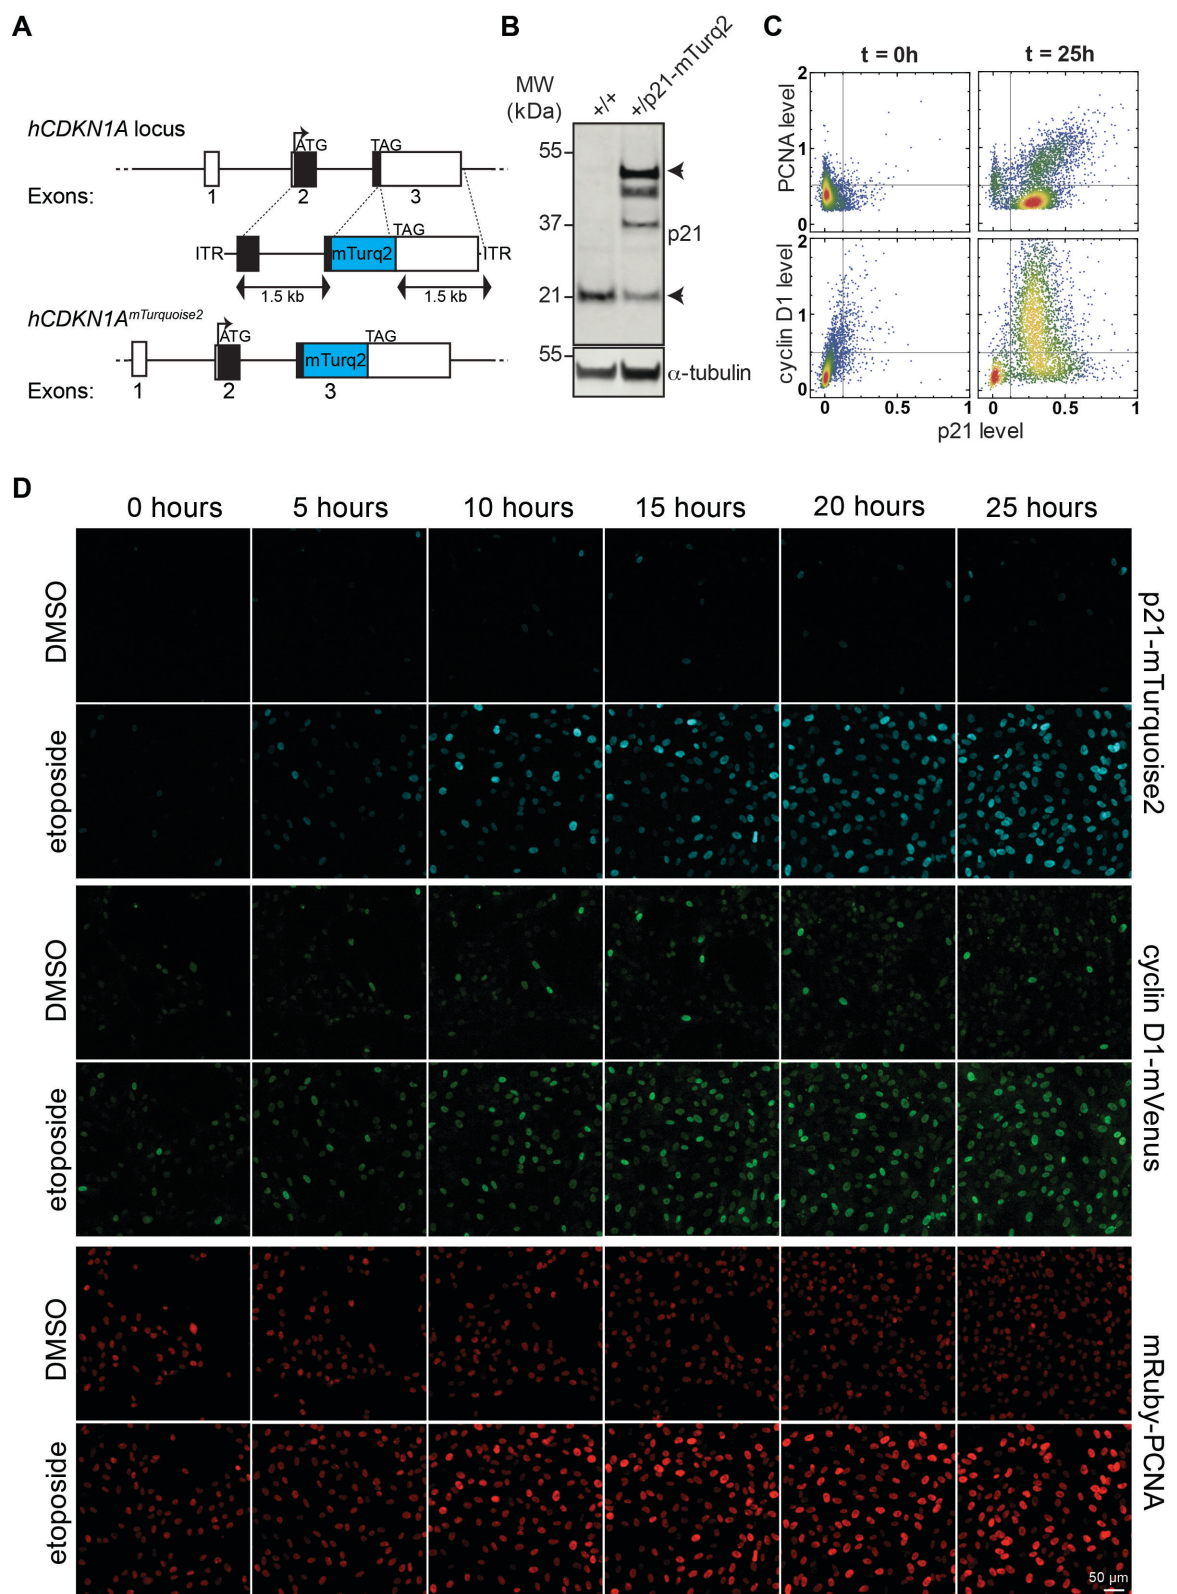 A
hCDKN1A locus
ATG
TAG
Exons:
1
2
3
ITR
mTurq2
TAG
ITR
1.5 kb
1.5 kb
hCDKN1AmTurquoise2
ATG
TAG
mTurq2
Exons:
1
2
3
B
MW
(kDa)
+/+
+/p21-mTurq2
55
37
21
55
p21
α-tubulin
C
t = 0h
t = 25h
PCNA level
2
1
0
cyclin D1 level
2
1
0
0
0.5
1
0
0.5
1
p21 level
D
0 hours
5 hours
10 hours
15 hours
20 hours
25 hours
DMSO
etoposide
p21-mTurquoise2
DMSO
etoposide
cyclin D1-mVenus
DMSO
etoposide
mRuby-PCNA
50 µm